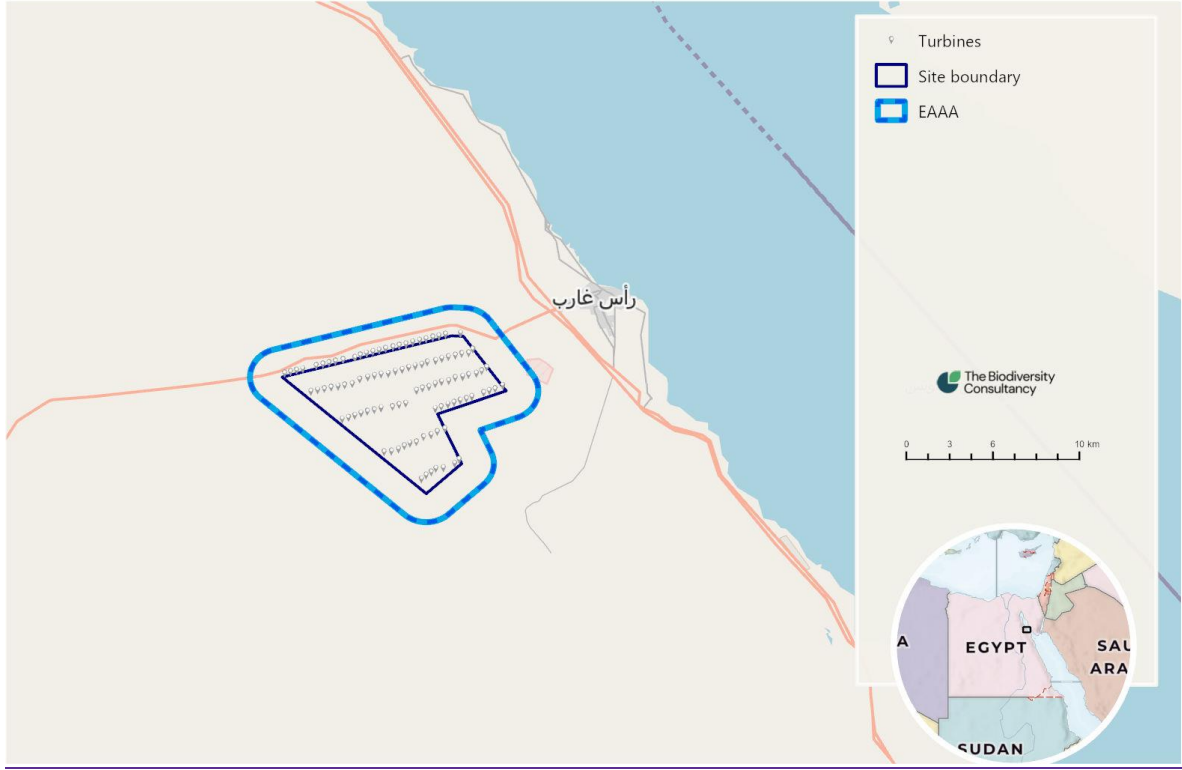 Turbines
Site boundary
EAAA
رأس غارب
The Biodiversity
Consultancy
0 3 6 10 km
A
EGYPT
SAU
ARA
SUDAN